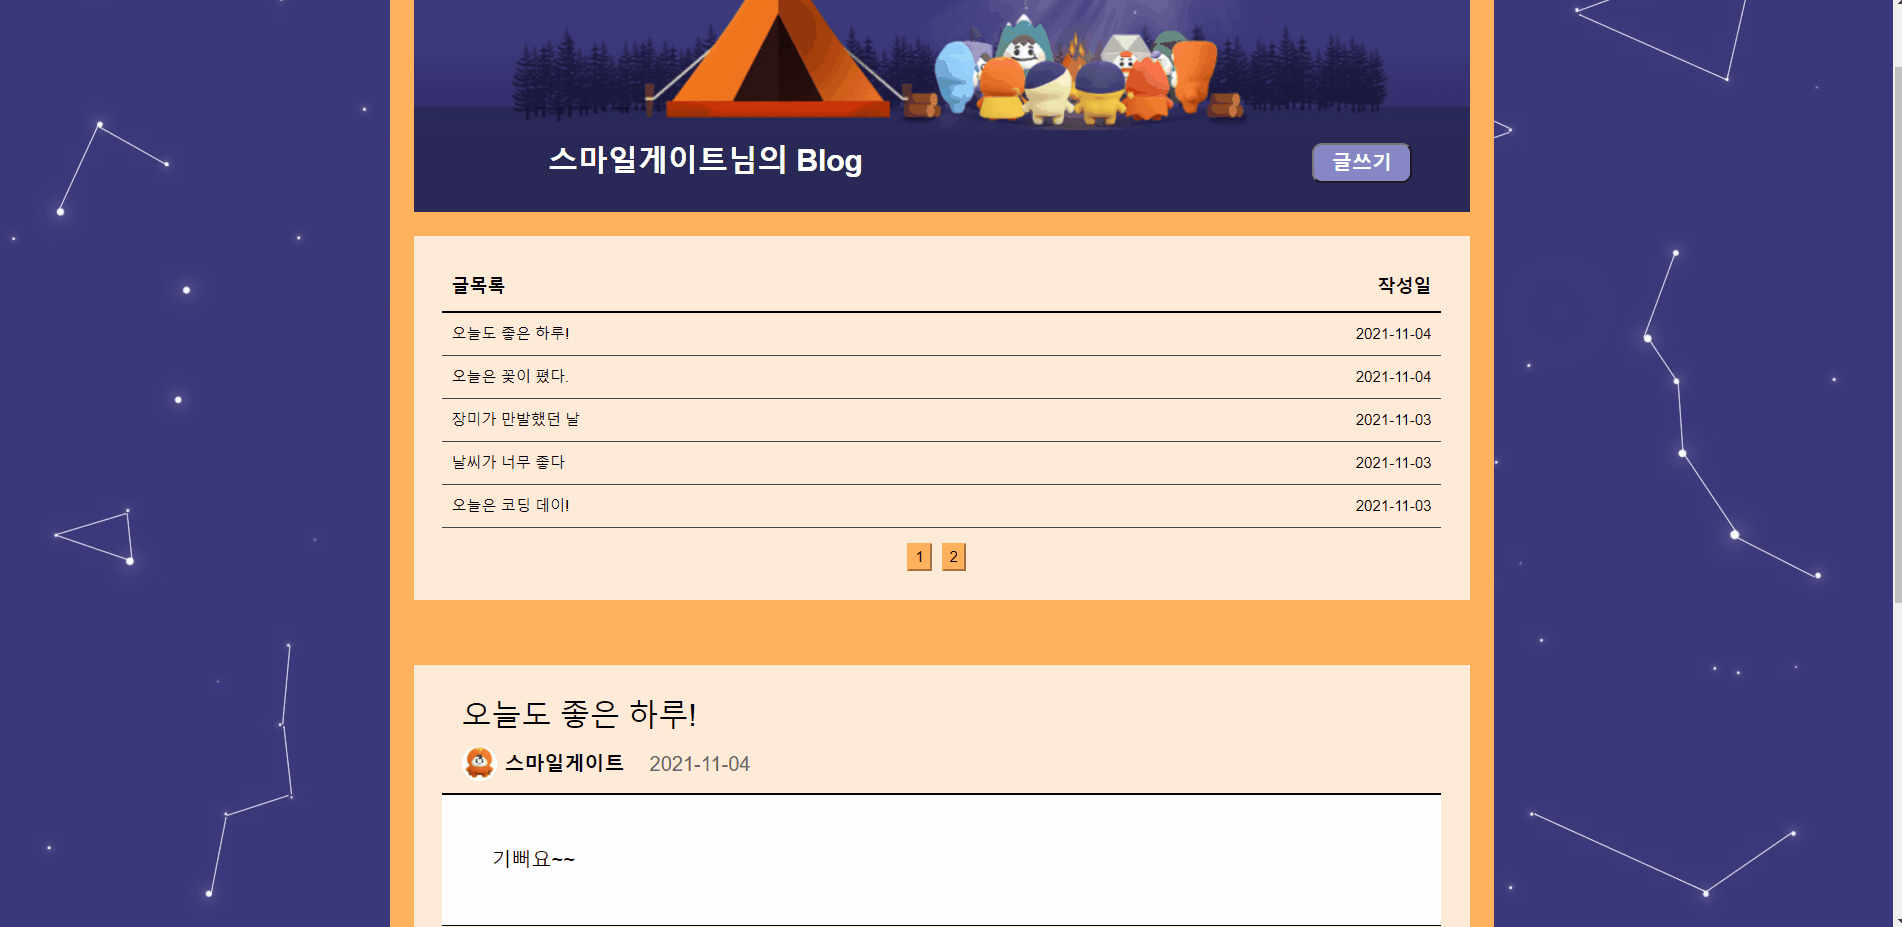 스마일게이트님의 Blog 글쓰기
글목록 작성일
오늘도 좋은 하루! 2021-11-04
오늘은 꽃이 폈다. 2021-11-04
장미가 만발했던 날 2021-11-03
날씨가 너무 좋다 2021-11-03
오늘은 코딩 데이! 2021-11-03
1 2
오늘도 좋은 하루!
스마일게이트 2021-11-04
기뻐요~~